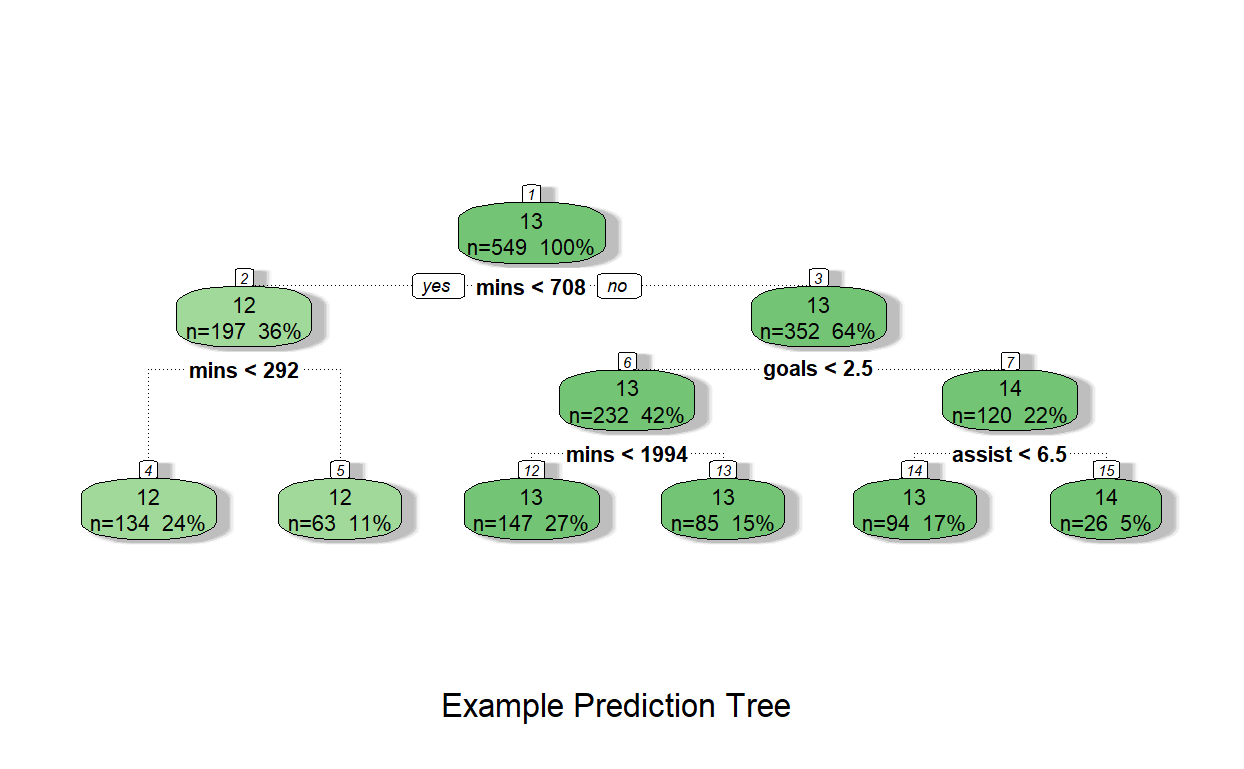 1
13
n=549 100%
2
yes mins < 708 no
3
12
n=197 36%
13
n=352 64%
mins < 292
6
goals < 2.5
7
13
n=232 42%
14
n=120 22%
mins < 1994
assist < 6.5
4
5
12
13
14
15
12
n=134 24%
12
n=63 11%
13
n=147 27%
13
n=85 15%
13
n=94 17%
14
n=26 5%
Example Prediction Tree